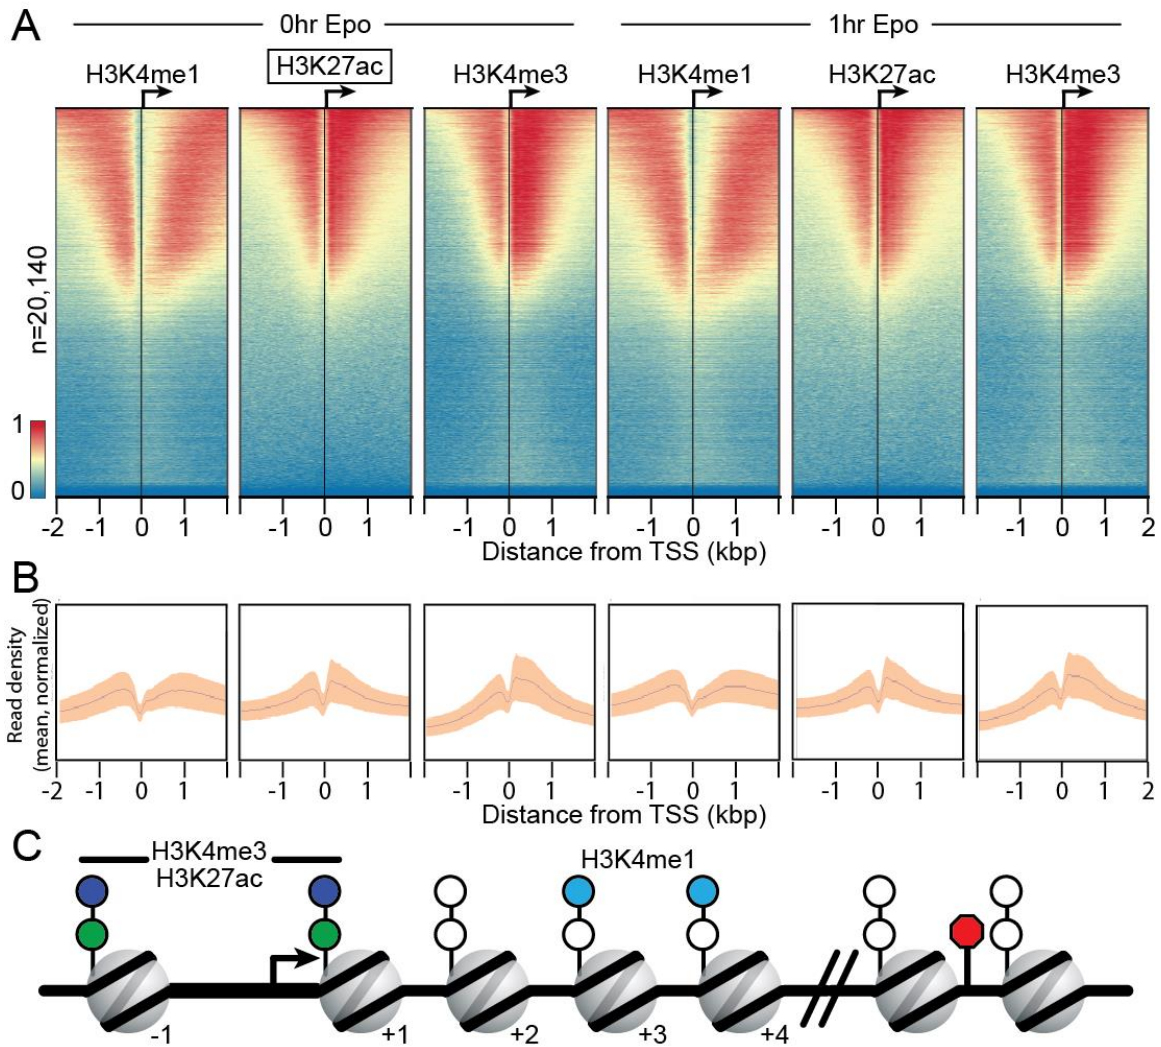 A
0hr Epo 1hr Epo
H3K4me1 H3K27ac H3K4me3 H3K4me1 H3K27ac H3K4me3
n=20,140
1
0
-2 -1 0 1 -1 0 1 -1 0 1 -1 0 1 -1 0 1 -1 0 1 2
Distance from TSS (kbp)
B
Read density
(mean, normalized)
-2 -1 0 1 -1 0 1 -1 0 1 -1 0 1 -1 0 1 -1 0 1 2
Distance from TSS (kbp)
C
H3K4me3
H3K27ac
H3K4me1
-1 +1 +2 +3 +4